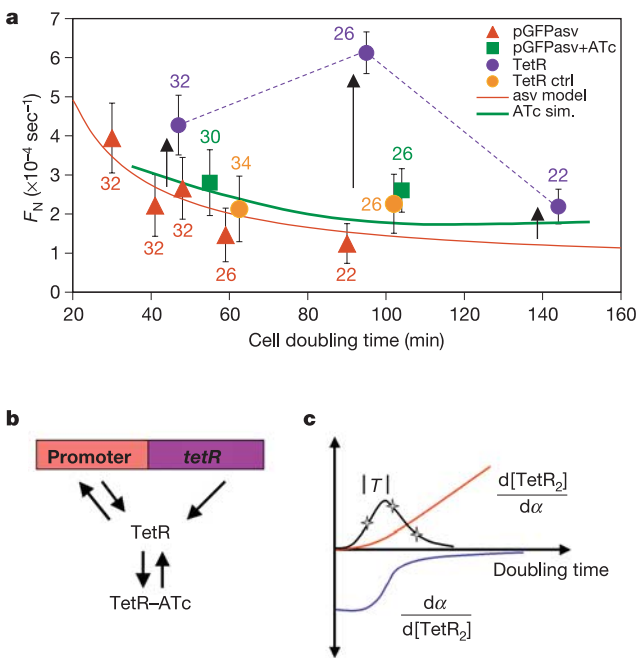 a
7
6
5
4
3
2
1
0
F_N (×10⁻⁴ sec⁻¹)
20 40 60 80 100 120 140 160
Cell doubling time (min)
pGFPasv
pGFPasv+ATc
TetR
TetR ctrl
asv model
ATc sim.
26
32
30
34
26
22
32
32
32
26
22
26
b
Promoter tetR
TetR
TetR–ATc
c
|T|
d[TetR₂]
dα
Doubling time
dα
d[TetR₂]